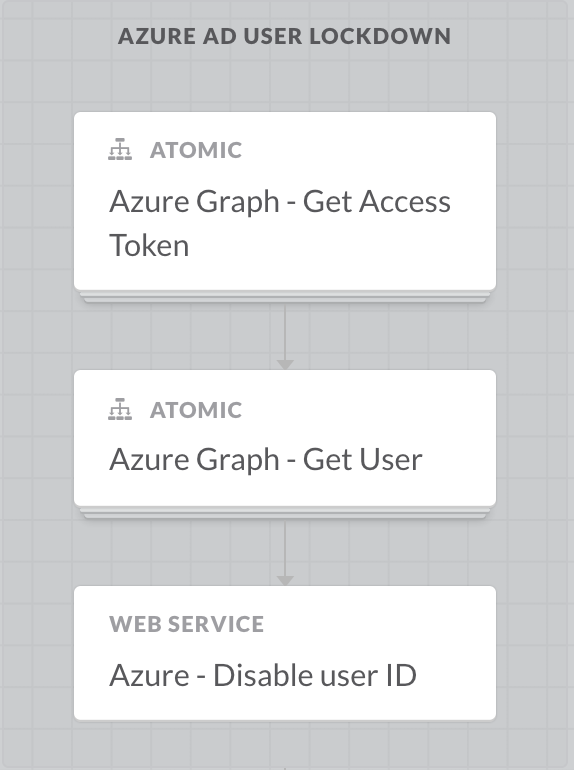 AZURE AD USER LOCKDOWN
ATOMIC
Azure Graph - Get Access
Token
ATOMIC
Azure Graph - Get User
WEB SERVICE
Azure - Disable user ID